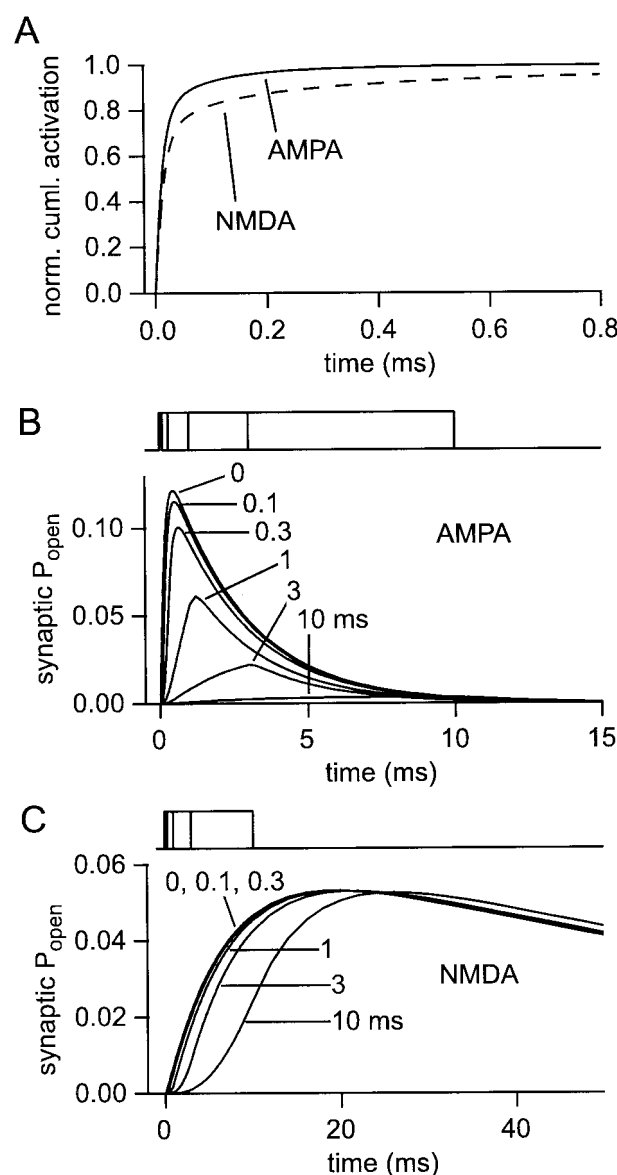 A
norm. cuml. activation
1.0
0.8
0.6
0.4
0.2
0.0
AMPA
NMDA
0.0 0.2 0.4 0.6 0.8
time (ms)
B
synaptic Popen
0.10
0.05
0.00
0
0.1
0.3
1
3
10 ms
AMPA
0 5 10 15
time (ms)
C
synaptic Popen
0.06
0.04
0.02
0.00
0, 0.1, 0.3
1
3
10 ms
NMDA
0 20 40
time (ms)